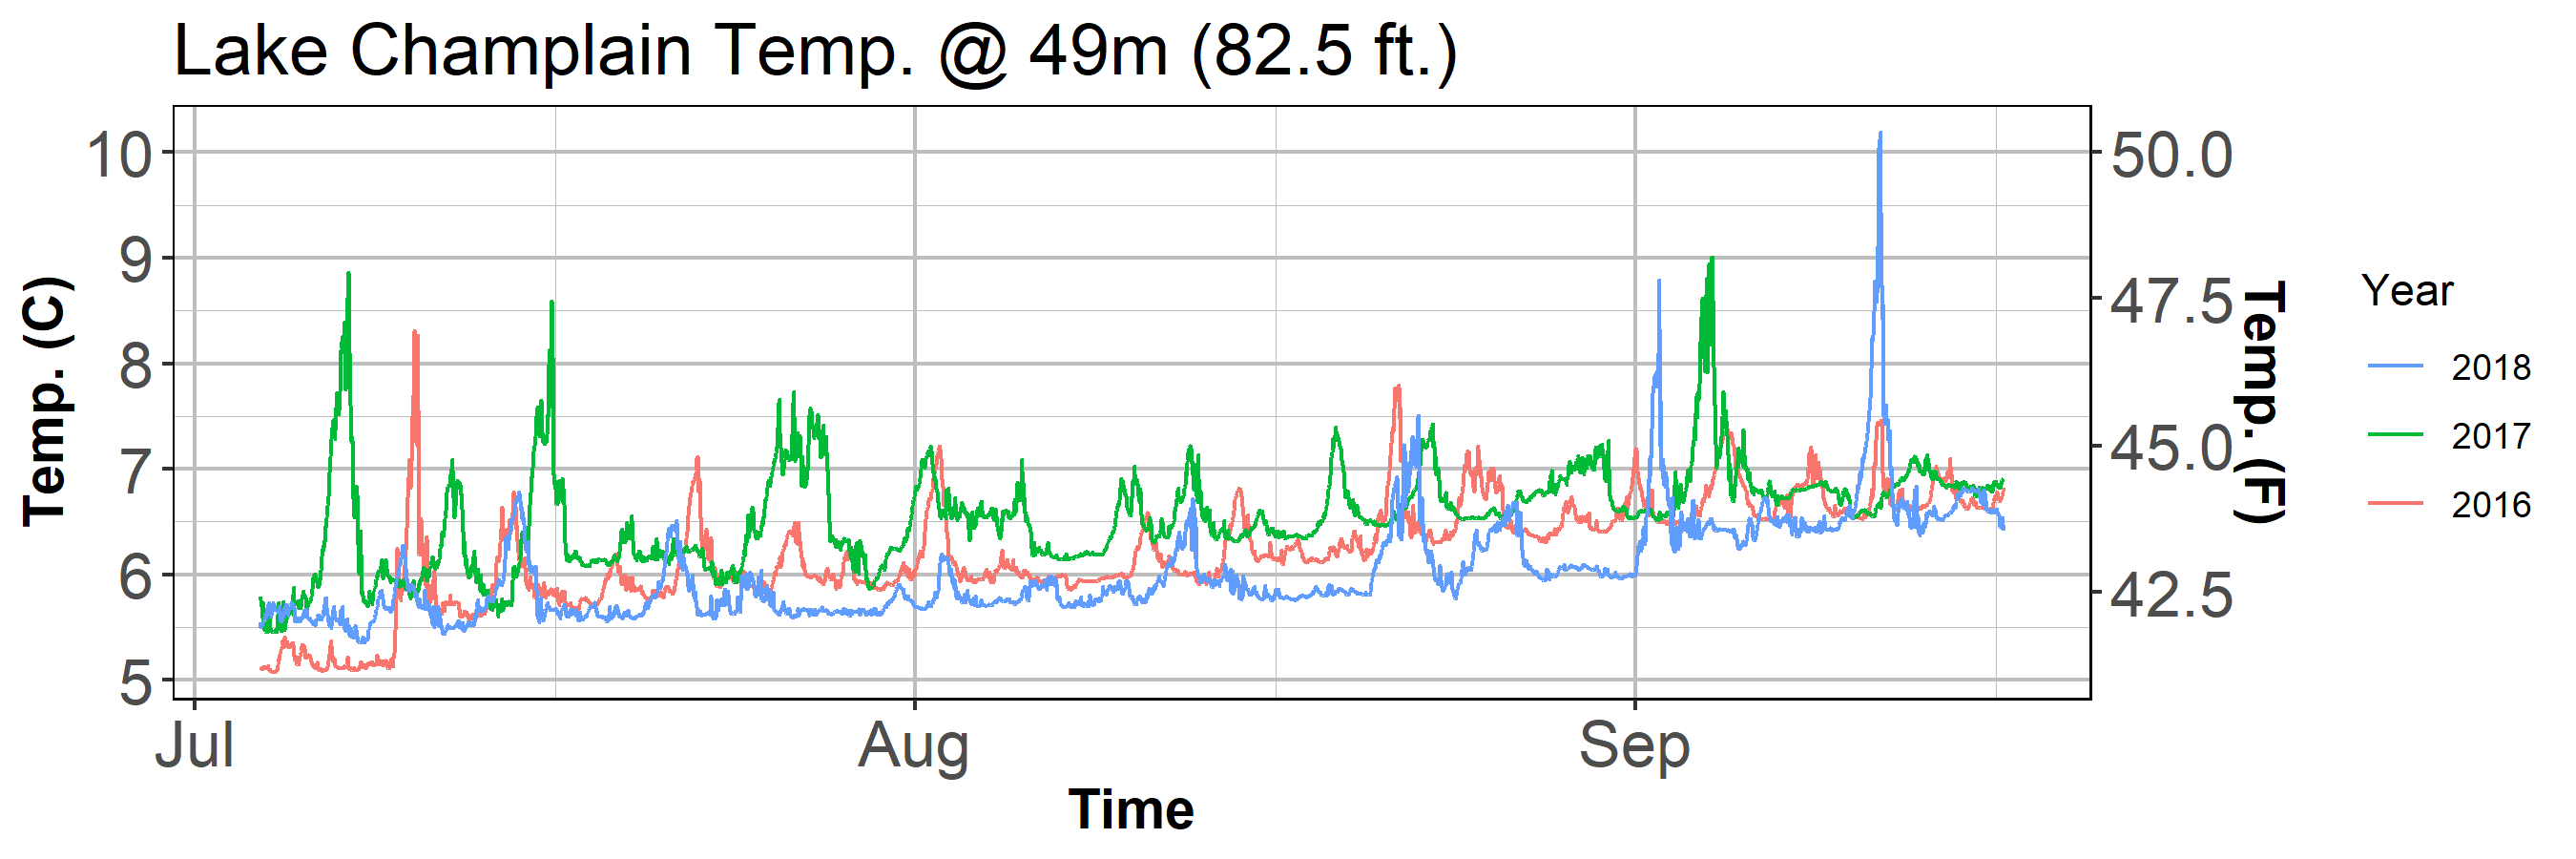 Lake Champlain Temp. @ 49m (82.5 ft.)
Temp. (C)
10
9
8
7
6
5
50.0
47.5
45.0
42.5
Temp. (F)
Jul
Aug
Sep
Time
Year
2018
2017
2016